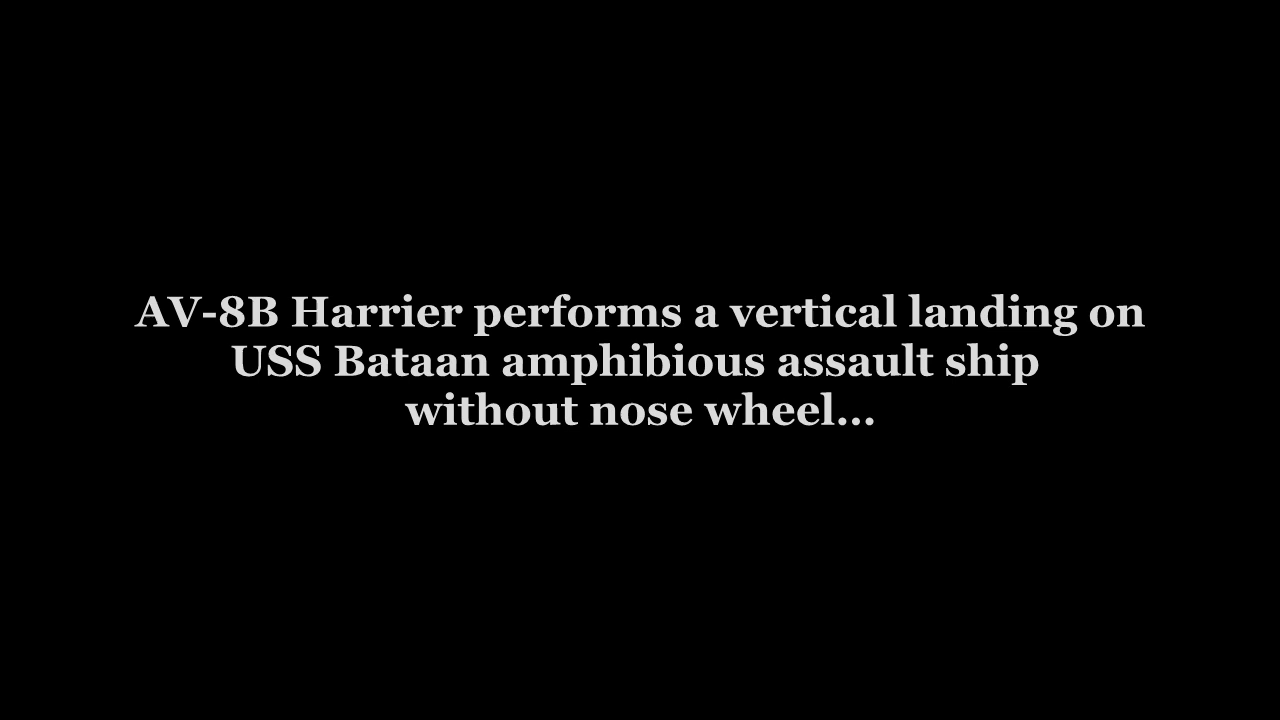 AV-8B Harrier performs a vertical landing on
USS Bataan amphibious assault ship
without nose wheel...